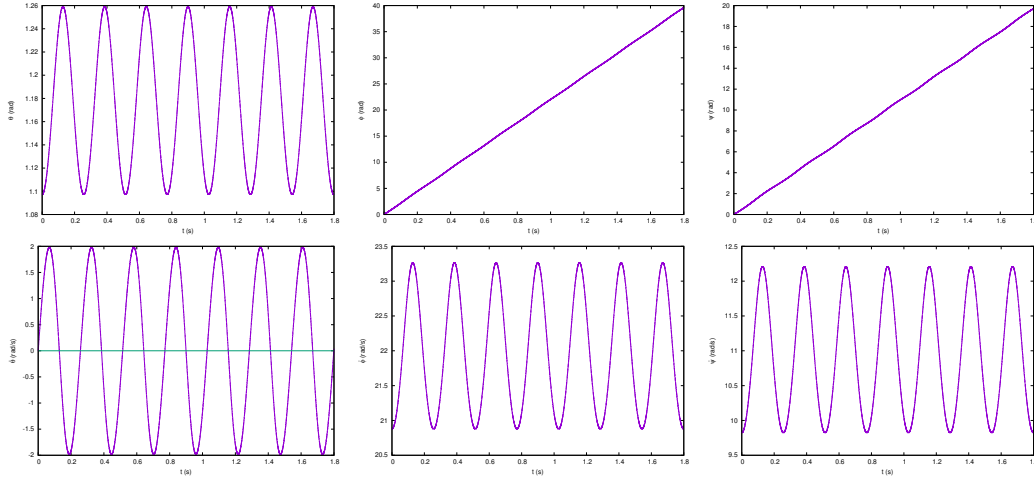 1.26
1.24
1.22
1.2
1.18
1.16
1.14
1.12
1.1
1.08
θ (rad)
0 0.2 0.4 0.6 0.8 1 1.2 1.4 1.6 1.8
t (s)
40
35
30
25
20
15
10
5
0
ϕ (rad)
0 0.2 0.4 0.6 0.8 1 1.2 1.4 1.6 1.8
t (s)
20
18
16
14
12
10
8
6
4
2
0
ψ (rad)
0 0.2 0.4 0.6 0.8 1 1.2 1.4 1.6 1.
t (s)
2
1.5
1
0.5
0
-0.5
-1
-1.5
-2
θ̇ (rad/s)
0 0.2 0.4 0.6 0.8 1 1.2 1.4 1.6 1.8
t (s)
23.5
23
22.5
22
21.5
21
20.5
ϕ̇ (rad/s)
0 0.2 0.4 0.6 0.8 1 1.2 1.4 1.6 1.8
t (s)
12.5
12
11.5
11
10.5
10
9.5
ψ̇ (rad/s)
0 0.2 0.4 0.6 0.8 1 1.2 1.4 1.6 1.
t (s)